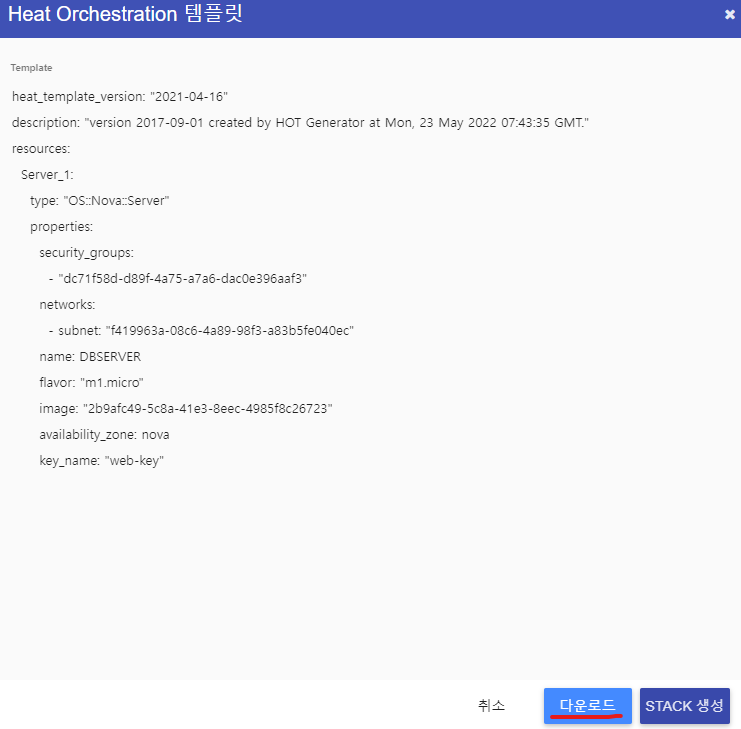 Heat Orchestration 템플릿
Template
heat_template_version: "2021-04-16"
description: "version 2017-09-01 created by HOT Generator at Mon, 23 May 2022 07:43:35 GMT."
resources:
Server_1:
type: "OS::Nova::Server"
properties:
security_groups:
- "dc71f58d-d89f-4a75-a7a6-dac0e396aaf3"
networks:
- subnet: "f419963a-08c6-4a89-98f3-a83b5fe040ec"
name: DBSERVER
flavor: "m1.micro"
image: "2b9afc49-5c8a-41e3-8eec-4985f8c26723"
availability_zone: nova
key_name: "web-key"
취소 다운로드 STACK 생성